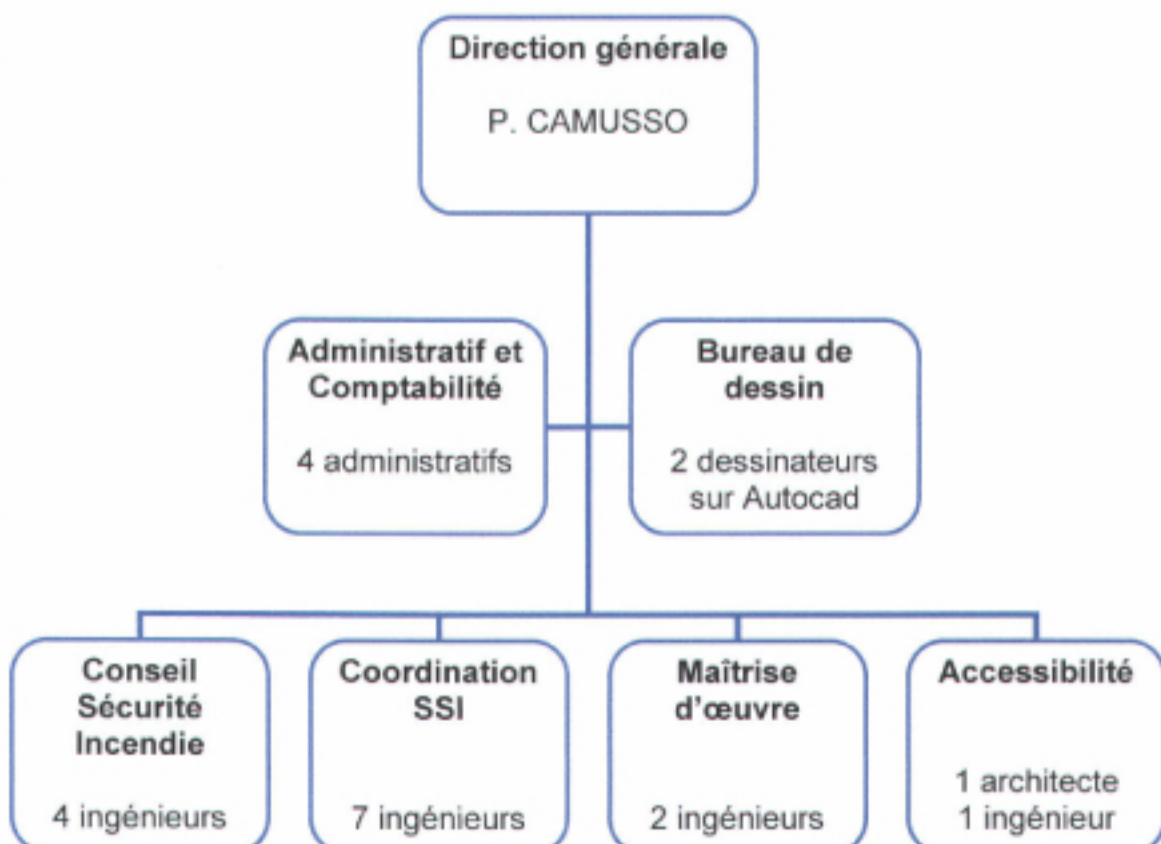 Direction générale
P. CAMUSSO
Administratif et
Comptabilité
4 administratifs
Bureau de
dessin
2 dessinateurs
sur Autocad
Conseil
Sécurité
Incendie
4 ingénieurs
Coordination
SSI
7 ingénieurs
Maîtrise
d'œuvre
2 ingénieurs
Accessibilité
1 architecte
1 ingénieur